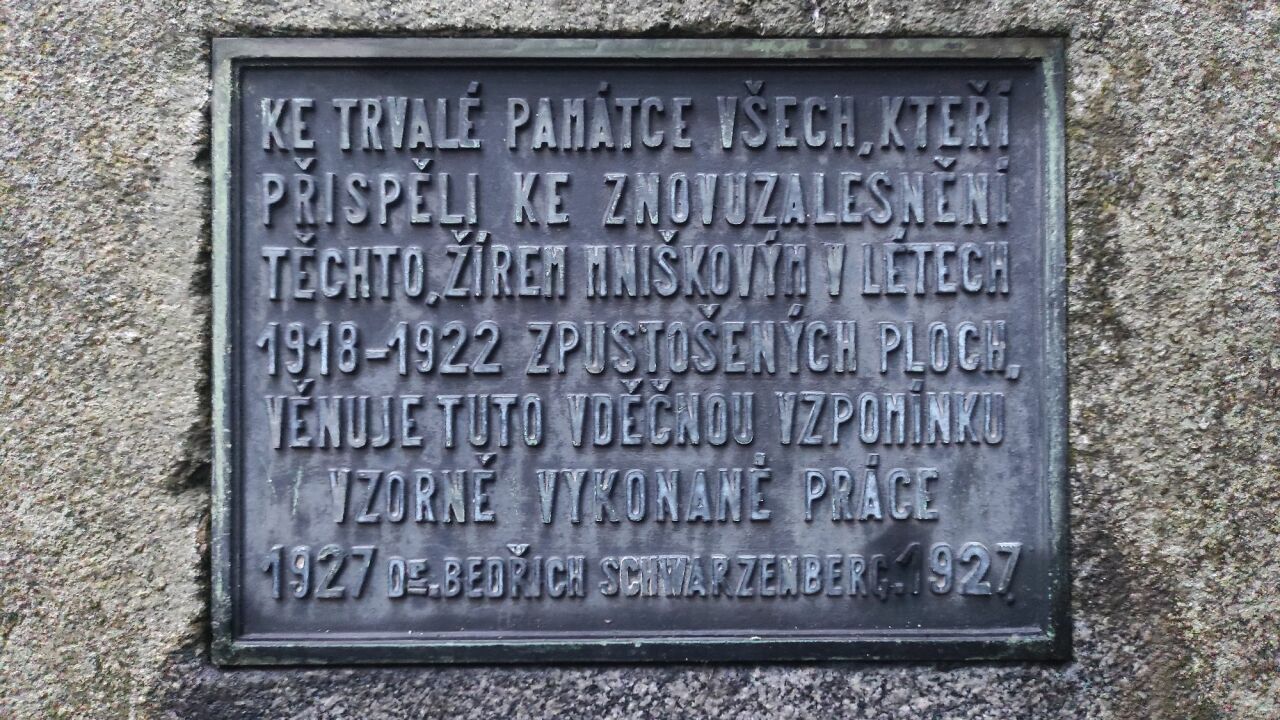 KE TRVALÉ PAMÁTCE VŠECH, KTEŘÍ
PŘISPĚLI KE ZNOVUZALESNĚNÍ
TĚCHTO, ŽÍREM MNIŠKOVÝM V LÉTECH
1918-1922 ZPUSTOŠENÝCH PLOCH,
VĚNUJE TUTO VDĚČNOU VZPOMÍNKU
VZORNĚ VYKONANÉ PRÁCE
1927 Dr. BEDŘICH SCHWARZENBERG. 1927